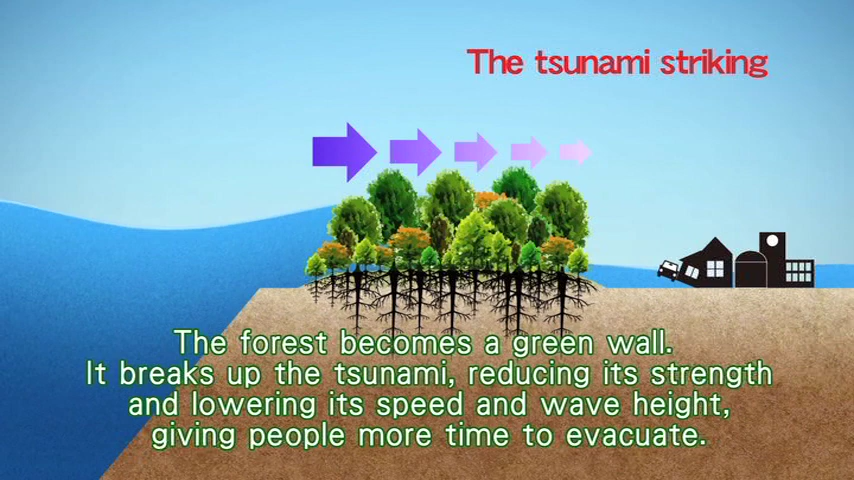 The tsunami striking
The forest becomes a green wall.
It breaks up the tsunami, reducing its strength
and lowering its speed and wave height,
giving people more time to evacuate.